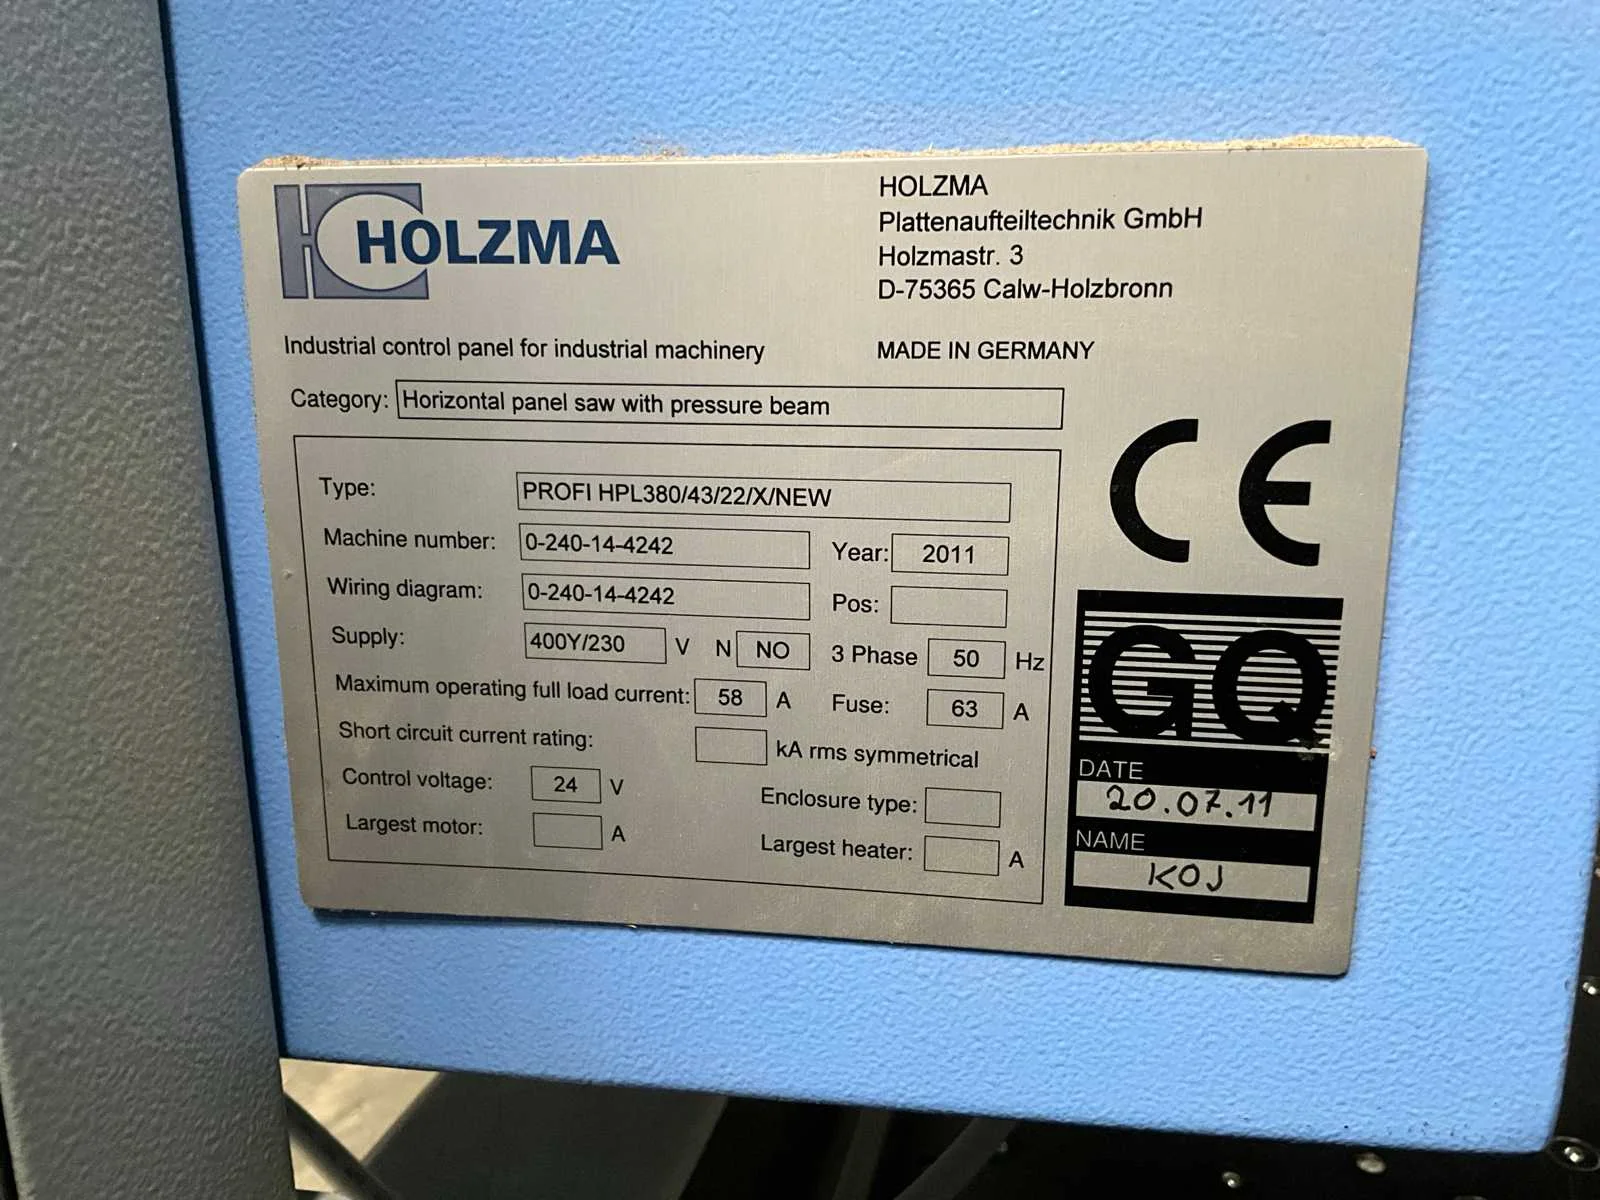 HOLZMA
HOLZMA
Plattenaufteiltechnik GmbH
Holzmastr. 3
D-75365 Calw-Holzbronn
Industrial control panel for industrial machinery
MADE IN GERMANY
Category: Horizontal panel saw with pressure beam
CE
Type: PROFI HPL380/43/22/X/NEW
Machine number: 0-240-14-4242 Year: 2011
Wiring diagram: 0-240-14-4242 Pos:
Supply: 400Y/230 V N NO 3 Phase 50 Hz
Maximum operating full load current: 58 A Fuse: 63 A
Short circuit current rating: kA rms symmetrical
Control voltage: 24 V Enclosure type:
Largest motor: A Largest heater: A
GQ
DATE
20.07.11
NAME
KOJ